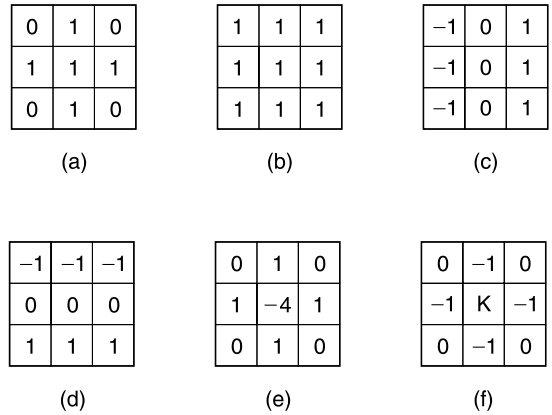 0 1 0 1 1 1 −1 0 1
1 1 1 1 1 1 −1 0 1
0 1 0 1 1 1 −1 0 1
(a) (b) (c)
−1 −1 −1 0 1 0 0 −1 0
0 0 0 1 −4 1 −1 K −1
1 1 1 0 1 0 0 −1 0
(d) (e) (f)